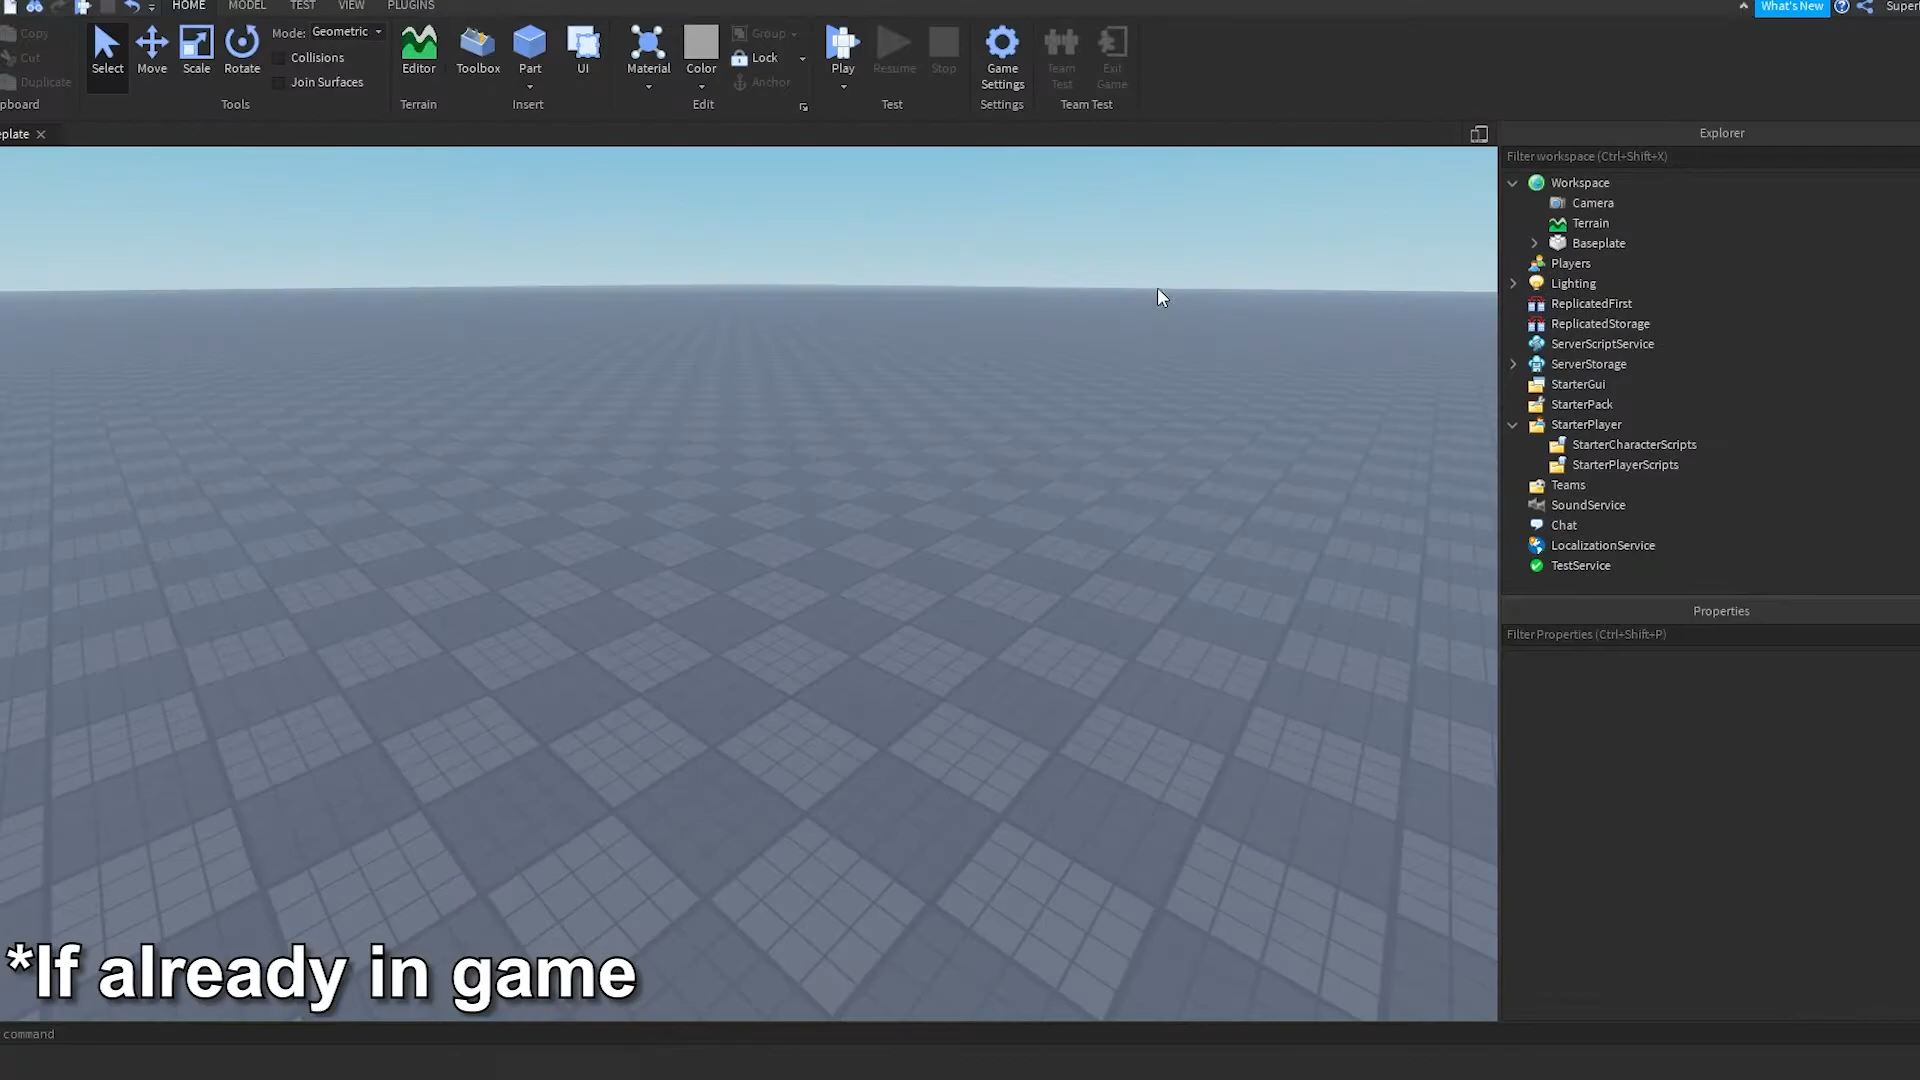 HOME MODEL TEST VIEW PLUGINS What's New Super
Copy
Cut
Duplicate
pboard
Select Move Scale Rotate
Mode: Geometric
Collisions
Join Surfaces
Tools
Editor
Terrain
Toolbox Part UI
Insert
Material Color
Group
Lock
Anchor
Edit
Play Resume Stop
Test
Game
Settings
Settings
Team
Test
Exit
Game
Team Test
eplate
Explorer
Filter workspace (Ctrl+Shift+X)
Workspace
Camera
Terrain
Baseplate
Players
Lighting
ReplicatedFirst
ReplicatedStorage
ServerScriptService
ServerStorage
StarterGui
StarterPack
StarterPlayer
StarterCharacterScripts
StarterPlayerScripts
Teams
SoundService
Chat
LocalizationService
TestService
Properties
Filter Properties (Ctrl+Shift+P)
*If already in game
command